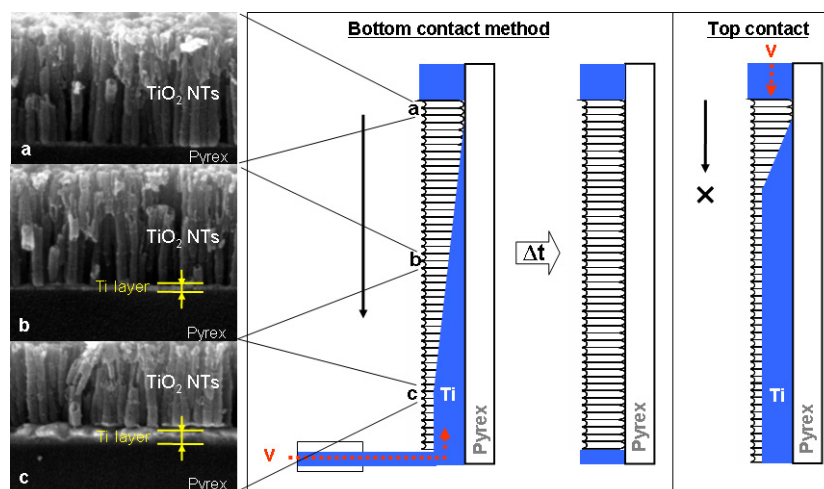 TiO2 NTs
Pyrex
a
TiO2 NTs
Ti layer
Pyrex
b
TiO2 NTs
Ti layer
Pyrex
c
Bottom contact method
a
b
c
Ti
Pyrex
V
Δt
Pyrex
Top contact
V
×
Ti
Pyrex